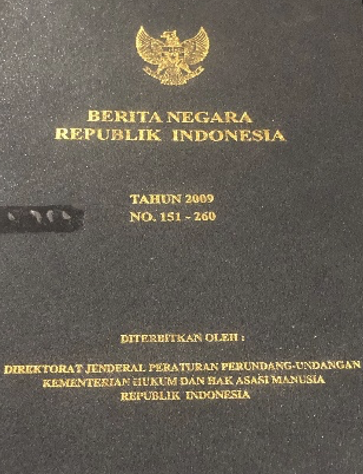 BERITA NEGARA
REPUBLIK INDONESIA
TAHUN 2009
NO. 151 - 260
DITERBITKAN OLEH :
DIREKTORAT JENDERAL PERATURAN PERUNDANG-UNDANGAN
KEMENTERIAN HUKUM DAN HAK ASASI MANUSIA
REPUBLIK INDONESIA